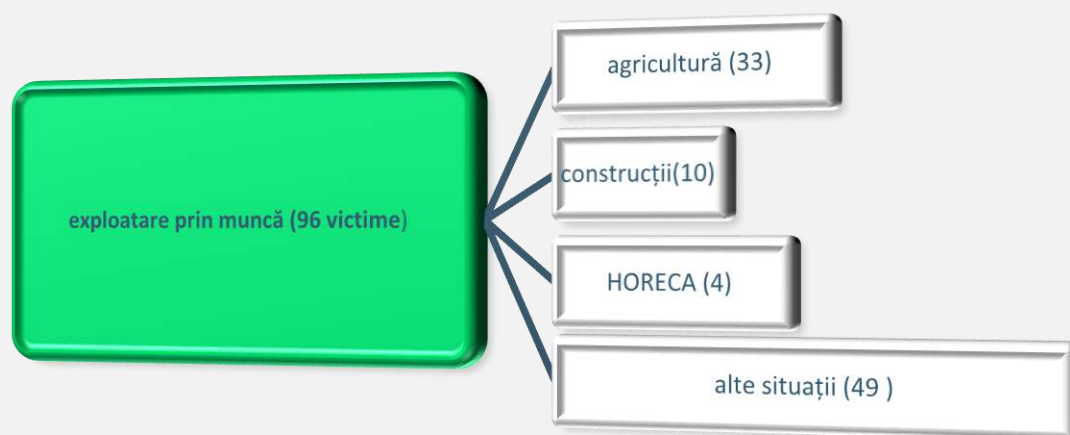 exploatare prin muncă (96 victime)
agricultură (33)
construcții(10)
HORECA (4)
alte situații (49 )